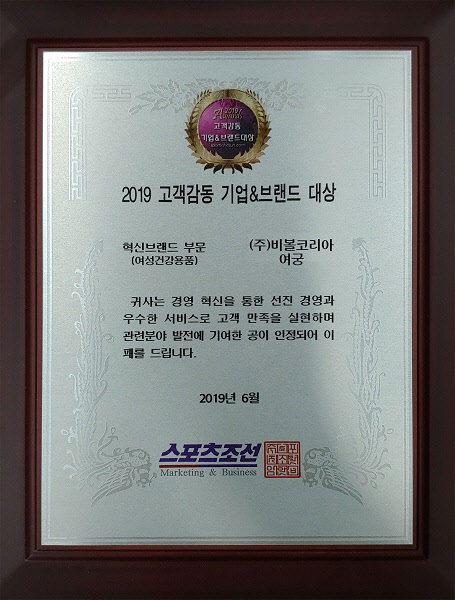 2019
고객감동
기업&브랜드대상
2019 고객감동 기업&브랜드 대상
혁신브랜드 부문 (주)비볼코리아
(여성건강용품) 여궁
귀사는 경영 혁신을 통한 선진 경영과
우수한 서비스로 고객 만족을 실현하며
관련분야 발전에 기여한 공이 인정되어 이
패를 드립니다.
2019년 6월
스포츠조선
Marketing & Business